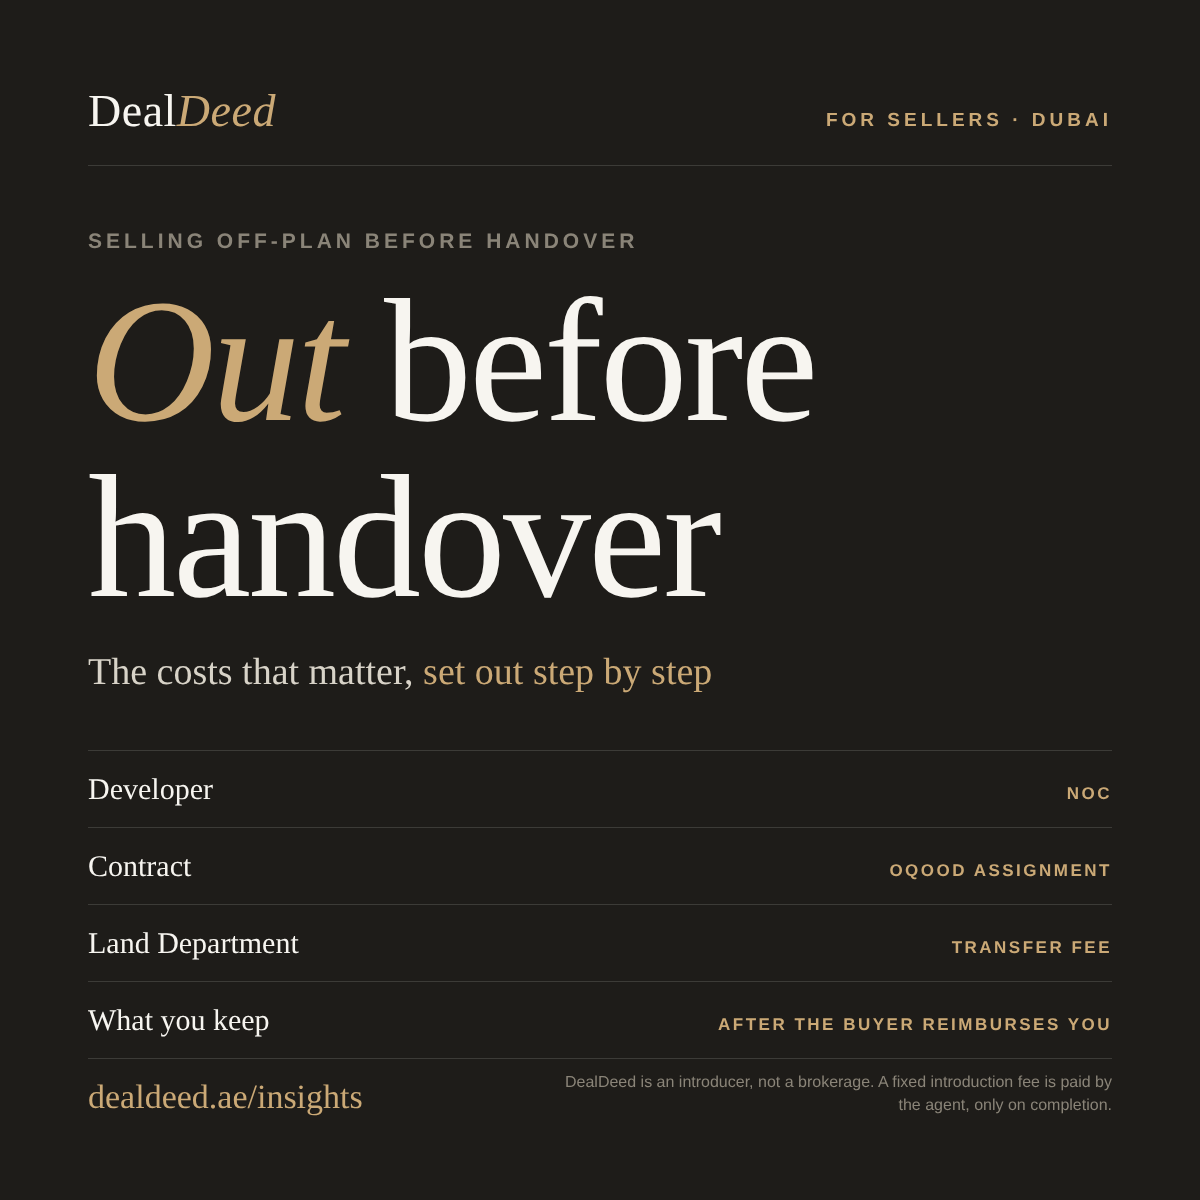 DealDeed
FOR SELLERS · DUBAI
SELLING OFF-PLAN BEFORE HANDOVER
Out before
handover
The costs that matter, set out step by step
Developer
NOC
Contract
OQOOD ASSIGNMENT
Land Department
TRANSFER FEE
What you keep
AFTER THE BUYER REIMBURSES YOU
dealdeed.ae/insights
DealDeed is an introducer, not a brokerage. A fixed introduction fee is paid by
the agent, only on completion.